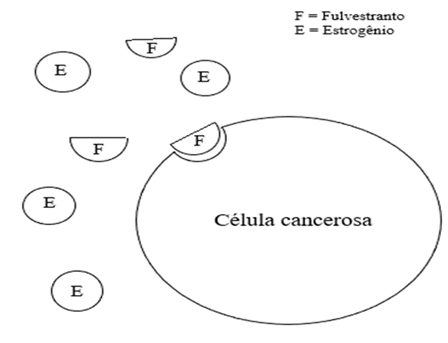 F = Fulvestranto
E = Estrogênio
F
E
E
F
F
E
Célula cancerosa
E